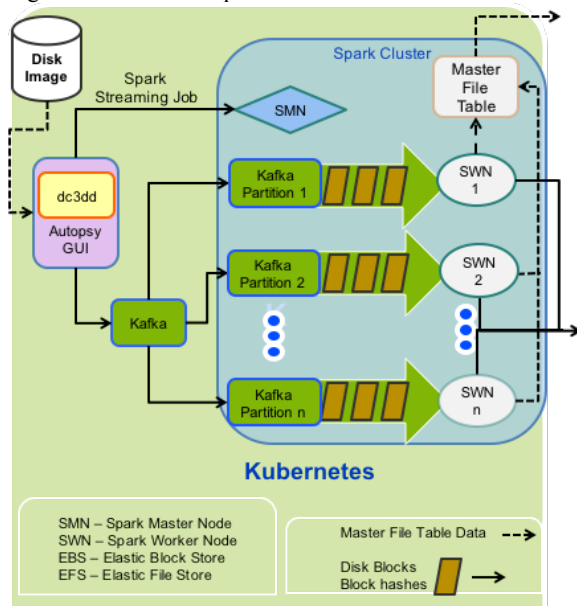 Disk
Image
Spark
Streaming Job
Spark Cluster
Master
File
Table
SMN
dc3dd
Autopsy
GUI
Kafka
Partition 1
SWN
1
Kafka
Partition 2
SWN
2
Kafka
Kafka
Partition n
SWN
n
Kubernetes
SMN – Spark Master Node
SWN – Spark Worker Node
EBS – Elastic Block Store
EFS – Elastic File Store
Master File Table Data
Disk Blocks
Block hashes